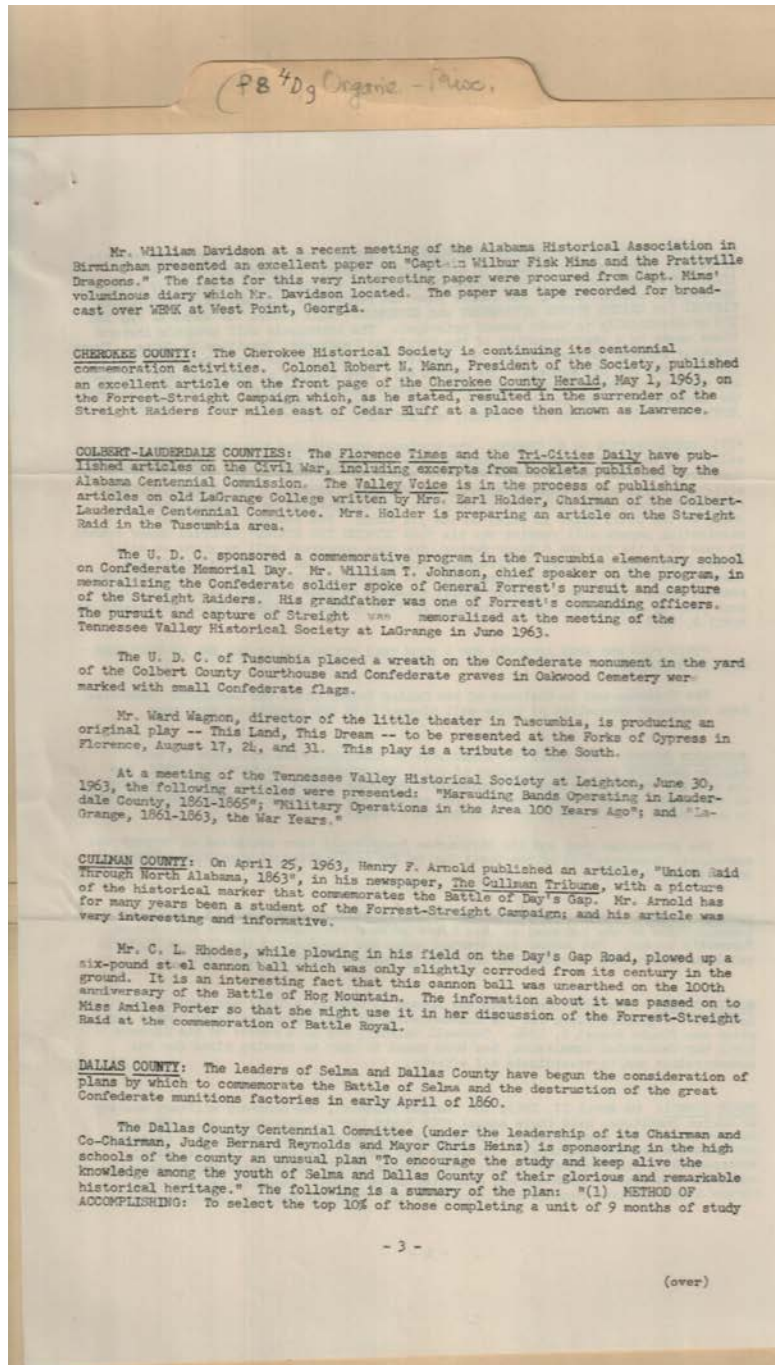 (P8 4Dg Organiz - Misc.
Mr. William Davidson at a recent meeting of the Alabama Historical Association in
Birmingham presented an excellent paper on "Captain Wilbur Fisk Mims and the Prattville
Dragoons." The facts for this very interesting paper were procured from Capt. Mims'
voluminous diary which Mr. Davidson located. The paper was tape recorded for broad-
cast over WBMK at West Point, Georgia.
CHEROKEE COUNTY: The Cherokee Historical Society is continuing its centennial
commemoration activities. Colonel Robert N. Mann, President of the Society, published
an excellent article on the front page of the Cherokee County Herald, May 1, 1963, on
the Forrest-Streight Campaign which, as he stated, resulted in the surrender of the
Streight Raiders four miles east of Cedar Bluff at a place then known as Lawrence.
COLBERT-LAUDERDALE COUNTIES: The Florence Times and the Tri-Cities Daily have pub-
lished articles on the Civil War, including excerpts from booklets published by the
Alabama Centennial Commission. The Valley Voice is in the process of publishing
articles on old LaGrange College written by Mrs. Earl Holder, Chairman of the Colbert-
Lauderdale Centennial Committee. Mrs. Holder is preparing an article on the Streight
Raid in the Tuscumbia area.
The U. D. C. sponsored a commemorative program in the Tuscumbia elementary school
on Confederate Memorial Day. Mr. William T. Johnson, chief speaker on the program, in
memoralizing the Confederate soldier spoke of General Forrest's pursuit and capture
of the Streight Raiders. His grandfather was one of Forrest's commanding officers.
The pursuit and capture of Streight was memoralized at the meeting of the
Tennessee Valley Historical Society at LaGrange in June 1963.
The U. D. C. of Tuscumbia placed a wreath on the Confederate monument in the yard
of the Colbert County Courthouse and Confederate graves in Oakwood Cemetery were
marked with small Confederate flags.
Mr. Ward Wagnon, director of the little theater in Tuscumbia, is producing an
original play -- This Land, This Dream -- to be presented at the Forks of Cypress in
Florence, August 17, 24, and 31. This play is a tribute to the South.
At a meeting of the Tennessee Valley Historical Society at Leighton, June 30,
1963, the following articles were presented: "Marauding Bands Operating in Lauder-
dale County, 1861-1865"; "Military Operations in the Area 100 Years Ago"; and "La-
Grange, 1861-1863, the War Years."
CULLMAN COUNTY: On April 25, 1963, Henry F. Arnold published an article, "Union Raid
Through North Alabama, 1863", in his newspaper, The Cullman Tribune, with a picture
of the historical marker that commemorates the Battle of Day's Gap. Mr. Arnold has
for many years been a student of the Forrest-Streight Campaign; and his article was
very interesting and informative.
Mr. C. L. Rhodes, while plowing in his field on the Day's Gap Road, plowed up a
six-pound steel cannon ball which was only slightly corroded from its century in the
ground. It is an interesting fact that this cannon ball was unearthed on the 100th
anniversary of the Battle of Hog Mountain. The information about it was passed on to
Miss Amilea Porter so that she might use it in her discussion of the Forrest-Streight
Raid at the commemoration of Battle Royal.
DALLAS COUNTY: The leaders of Selma and Dallas County have begun the consideration of
plans by which to commemorate the Battle of Selma and the destruction of the great
Confederate munitions factories in early April of 1860.
The Dallas County Centennial Committee (under the leadership of its Chairman and
Co-Chairman, Judge Bernard Reynolds and Mayor Chris Heinz) is sponsoring in the high
schools of the county an unusual plan "To encourage the study and keep alive the
knowledge among the youth of Selma and Dallas County of their glorious and remarkable
historical heritage." The following is a summary of the plan: "(1) METHOD OF
ACCOMPLISHING: To select the top 10% of those completing a unit of 9 months of study
- 3 -
(over)